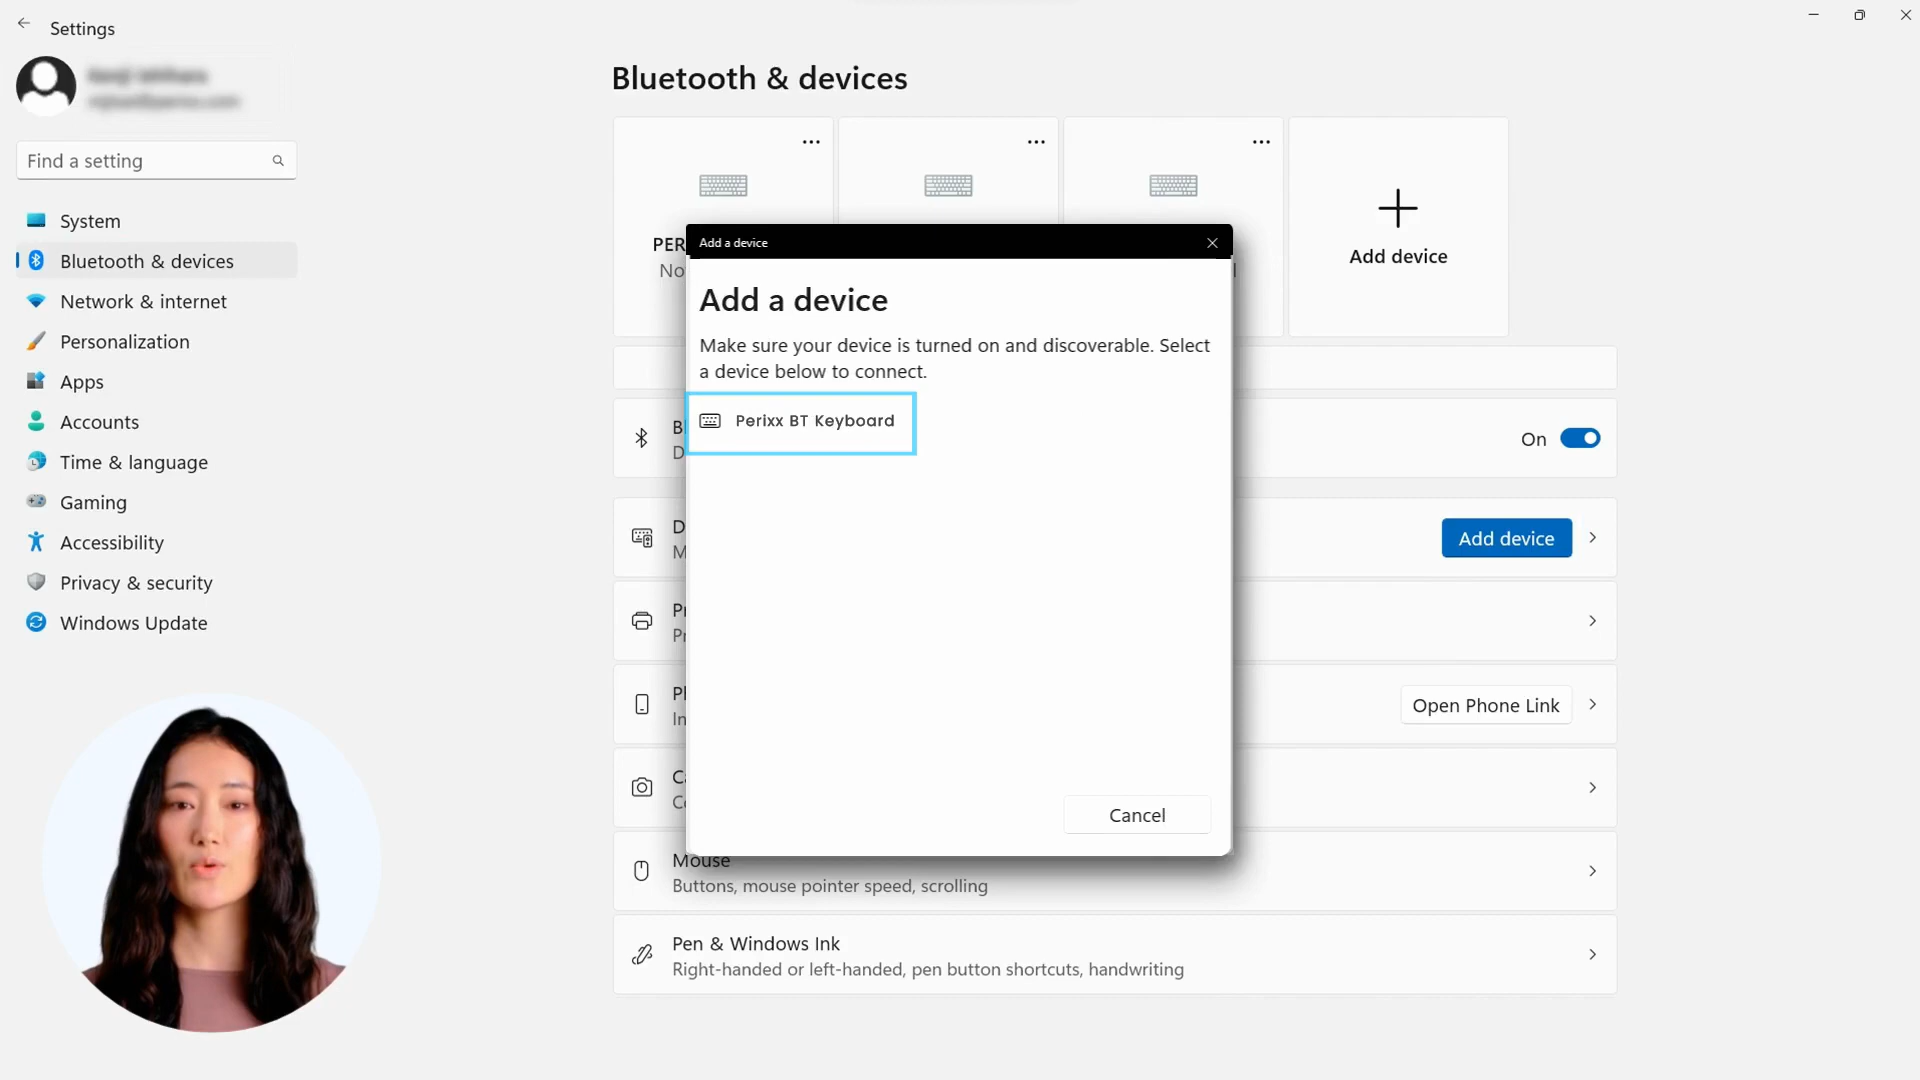 Settings
Find a setting
System
Bluetooth & devices
Network & internet
Personalization
Apps
Accounts
Time & language
Gaming
Accessibility
Privacy & security
Windows Update
Bluetooth & devices
Add device
Add a device
Add a device
Make sure your device is turned on and discoverable. Select
a device below to connect.
Perixx BT Keyboard
Cancel
On
Add device
Open Phone Link
Mouse
Buttons, mouse pointer speed, scrolling
Pen & Windows Ink
Right-handed or left-handed, pen button shortcuts, handwriting